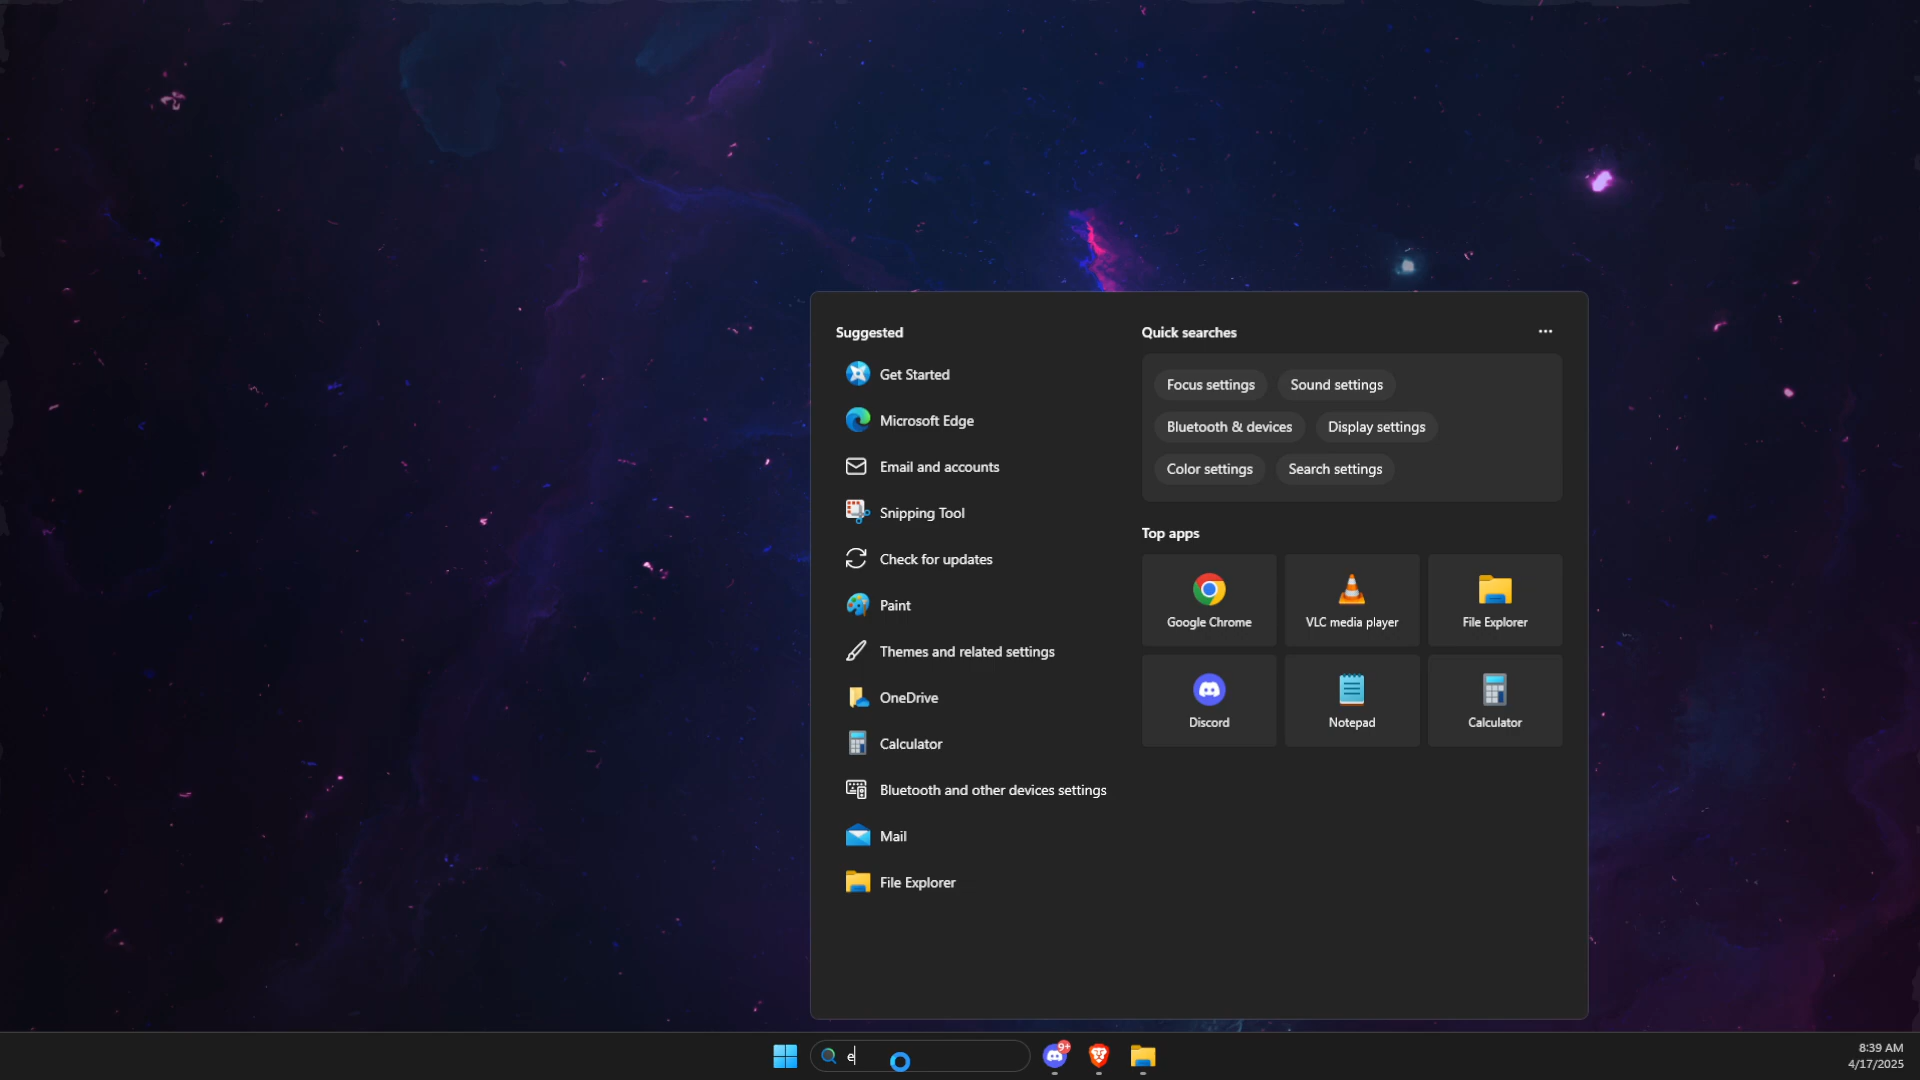 Suggested
Get Started
Microsoft Edge
Email and accounts
Snipping Tool
Check for updates
Paint
Themes and related settings
OneDrive
Calculator
Bluetooth and other devices settings
Mail
File Explorer
Quick searches
Focus settings
Sound settings
Bluetooth & devices
Display settings
Color settings
Search settings
Top apps
Google Chrome
VLC media player
File Explorer
Discord
Notepad
Calculator
e
9+
8:39 AM
4/17/2025